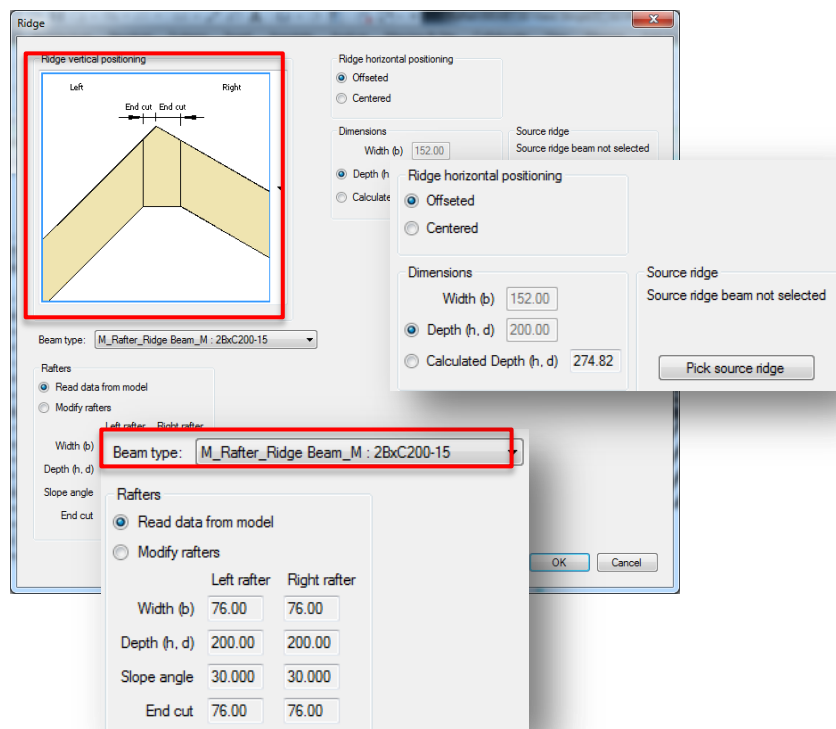 Ridge
Ridge vertical positioning
Left Right
End cut End cut
Ridge horizontal positioning
Offseted
Centered
Dimensions
Width (b) 152.00
Depth (h
Calculate
Source ridge
Source ridge beam not selected
Ridge horizontal positioning
Offseted
Centered
Dimensions
Width (b) 152.00
Depth (h, d) 200.00
Calculated Depth (h, d) 274.82
Source ridge
Source ridge beam not selected
Pick source ridge
Beam type: M_Rafter_Ridge Beam_M : 2BxC200-15
Rafters
Read data from model
Modify rafters
Left rafter Right rafter
Width (b)
Depth (h, d)
Slope angle
End cut
Beam type: M_Rafter_Ridge Beam_M : 2BxC200-15
Rafters
Read data from model
Modify rafters
Left rafter Right rafter
Width (b) 76.00 76.00
Depth (h, d) 200.00 200.00
Slope angle 30.000 30.000
End cut 76.00 76.00
OK Cancel